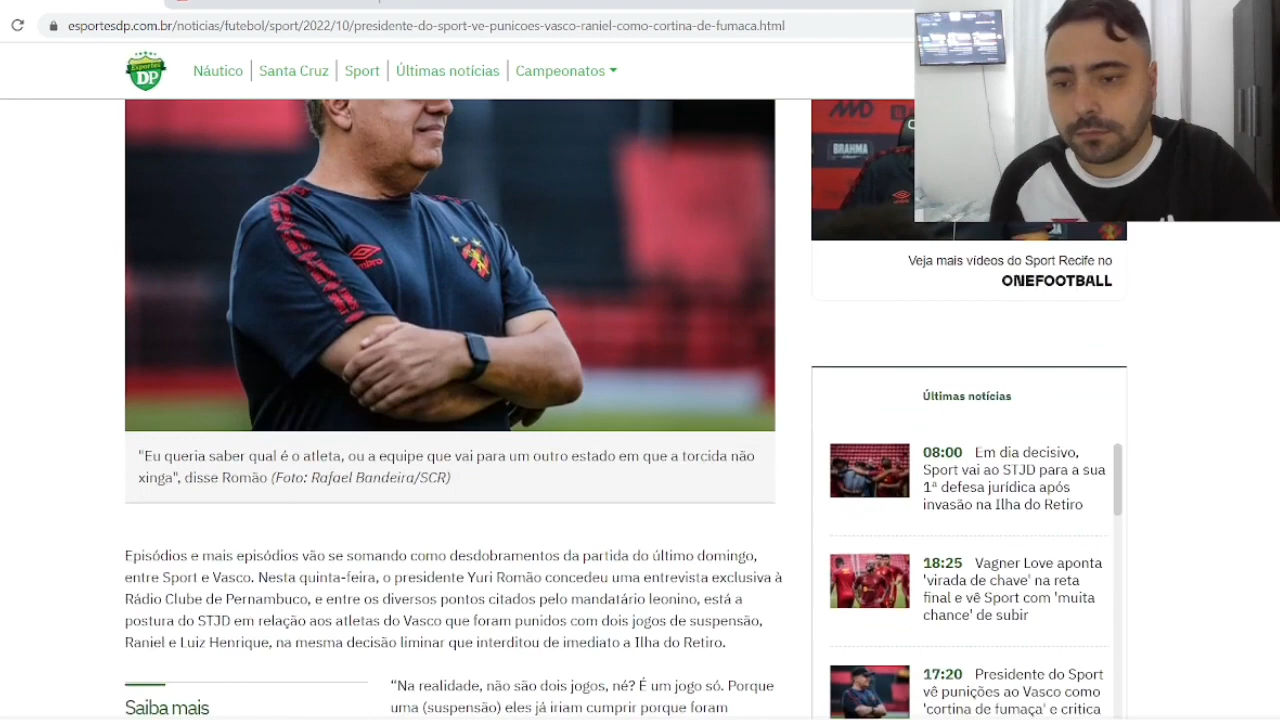 esportesdp.com.br/noticias/futebol/sport/2022/10/presidente-do-sport-ve-punicoes-vasco-raniel-como-cortina-de-fumaca.html
Esportes
DP
Náutico
Santa Cruz
Sport
Últimas notícias
Campeonatos
BRAHMA
Veja mais vídeos do Sport Recife no
ONEFOOTBALL
"Eu quero saber qual é o atleta, ou a equipe que vai para um outro estado em que a torcida não
xinga", disse Romão (Foto: Rafael Bandeira/SCR)
Episódios e mais episódios vão se somando como desdobramentos da partida do último domingo,
entre Sport e Vasco. Nesta quinta-feira, o presidente Yuri Romão concedeu uma entrevista exclusiva à
Rádio Clube de Pernambuco, e entre os diversos pontos citados pelo mandatário leonino, está a
postura do STJD em relação aos atletas do Vasco que foram punidos com dois jogos de suspensão,
Raniel e Luiz Henrique, na mesma decisão liminar que interditou de imediato a Ilha do Retiro.
Saiba mais
“Na realidade, não são dois jogos, né? É um jogo só. Porque
uma (suspensão) eles já iriam cumprir porque foram
Últimas notícias
08:00 Em dia decisivo,
Sport vai ao STJD para a sua
1ª defesa jurídica após
invasão na Ilha do Retiro
18:25 Vagner Love aponta
'virada de chave' na reta
final e vê Sport com 'muita
chance' de subir
17:20 Presidente do Sport
vê punições ao Vasco como
'cortina de fumaça' e critica